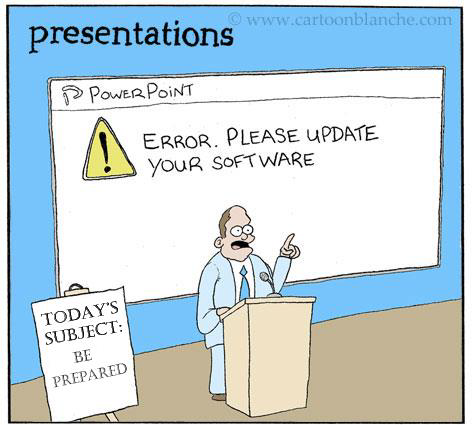 © www.cartoonblanche.com
presentations
POWERPOINT
!
ERROR. PLEASE UPDATE
YOUR SOFTWARE
TODAY'S
SUBJECT:
BE
PREPARED